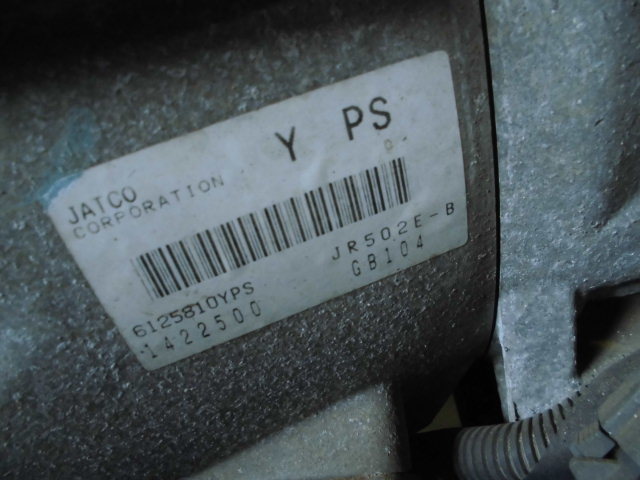 Y PS
JATCO
CORPORATION
JR502E-B
6125810YPS
GB104
1422500